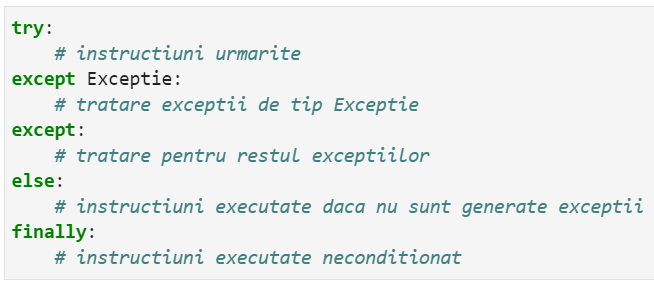 try:
    # instructiuni urmarite
except Exceptie:
    # tratare exceptii de tip Exceptie
except:
    # tratare pentru restul exceptiilor
else:
    # instructiuni executate daca nu sunt generate exceptii
finally:
    # instructiuni executate neconditionat